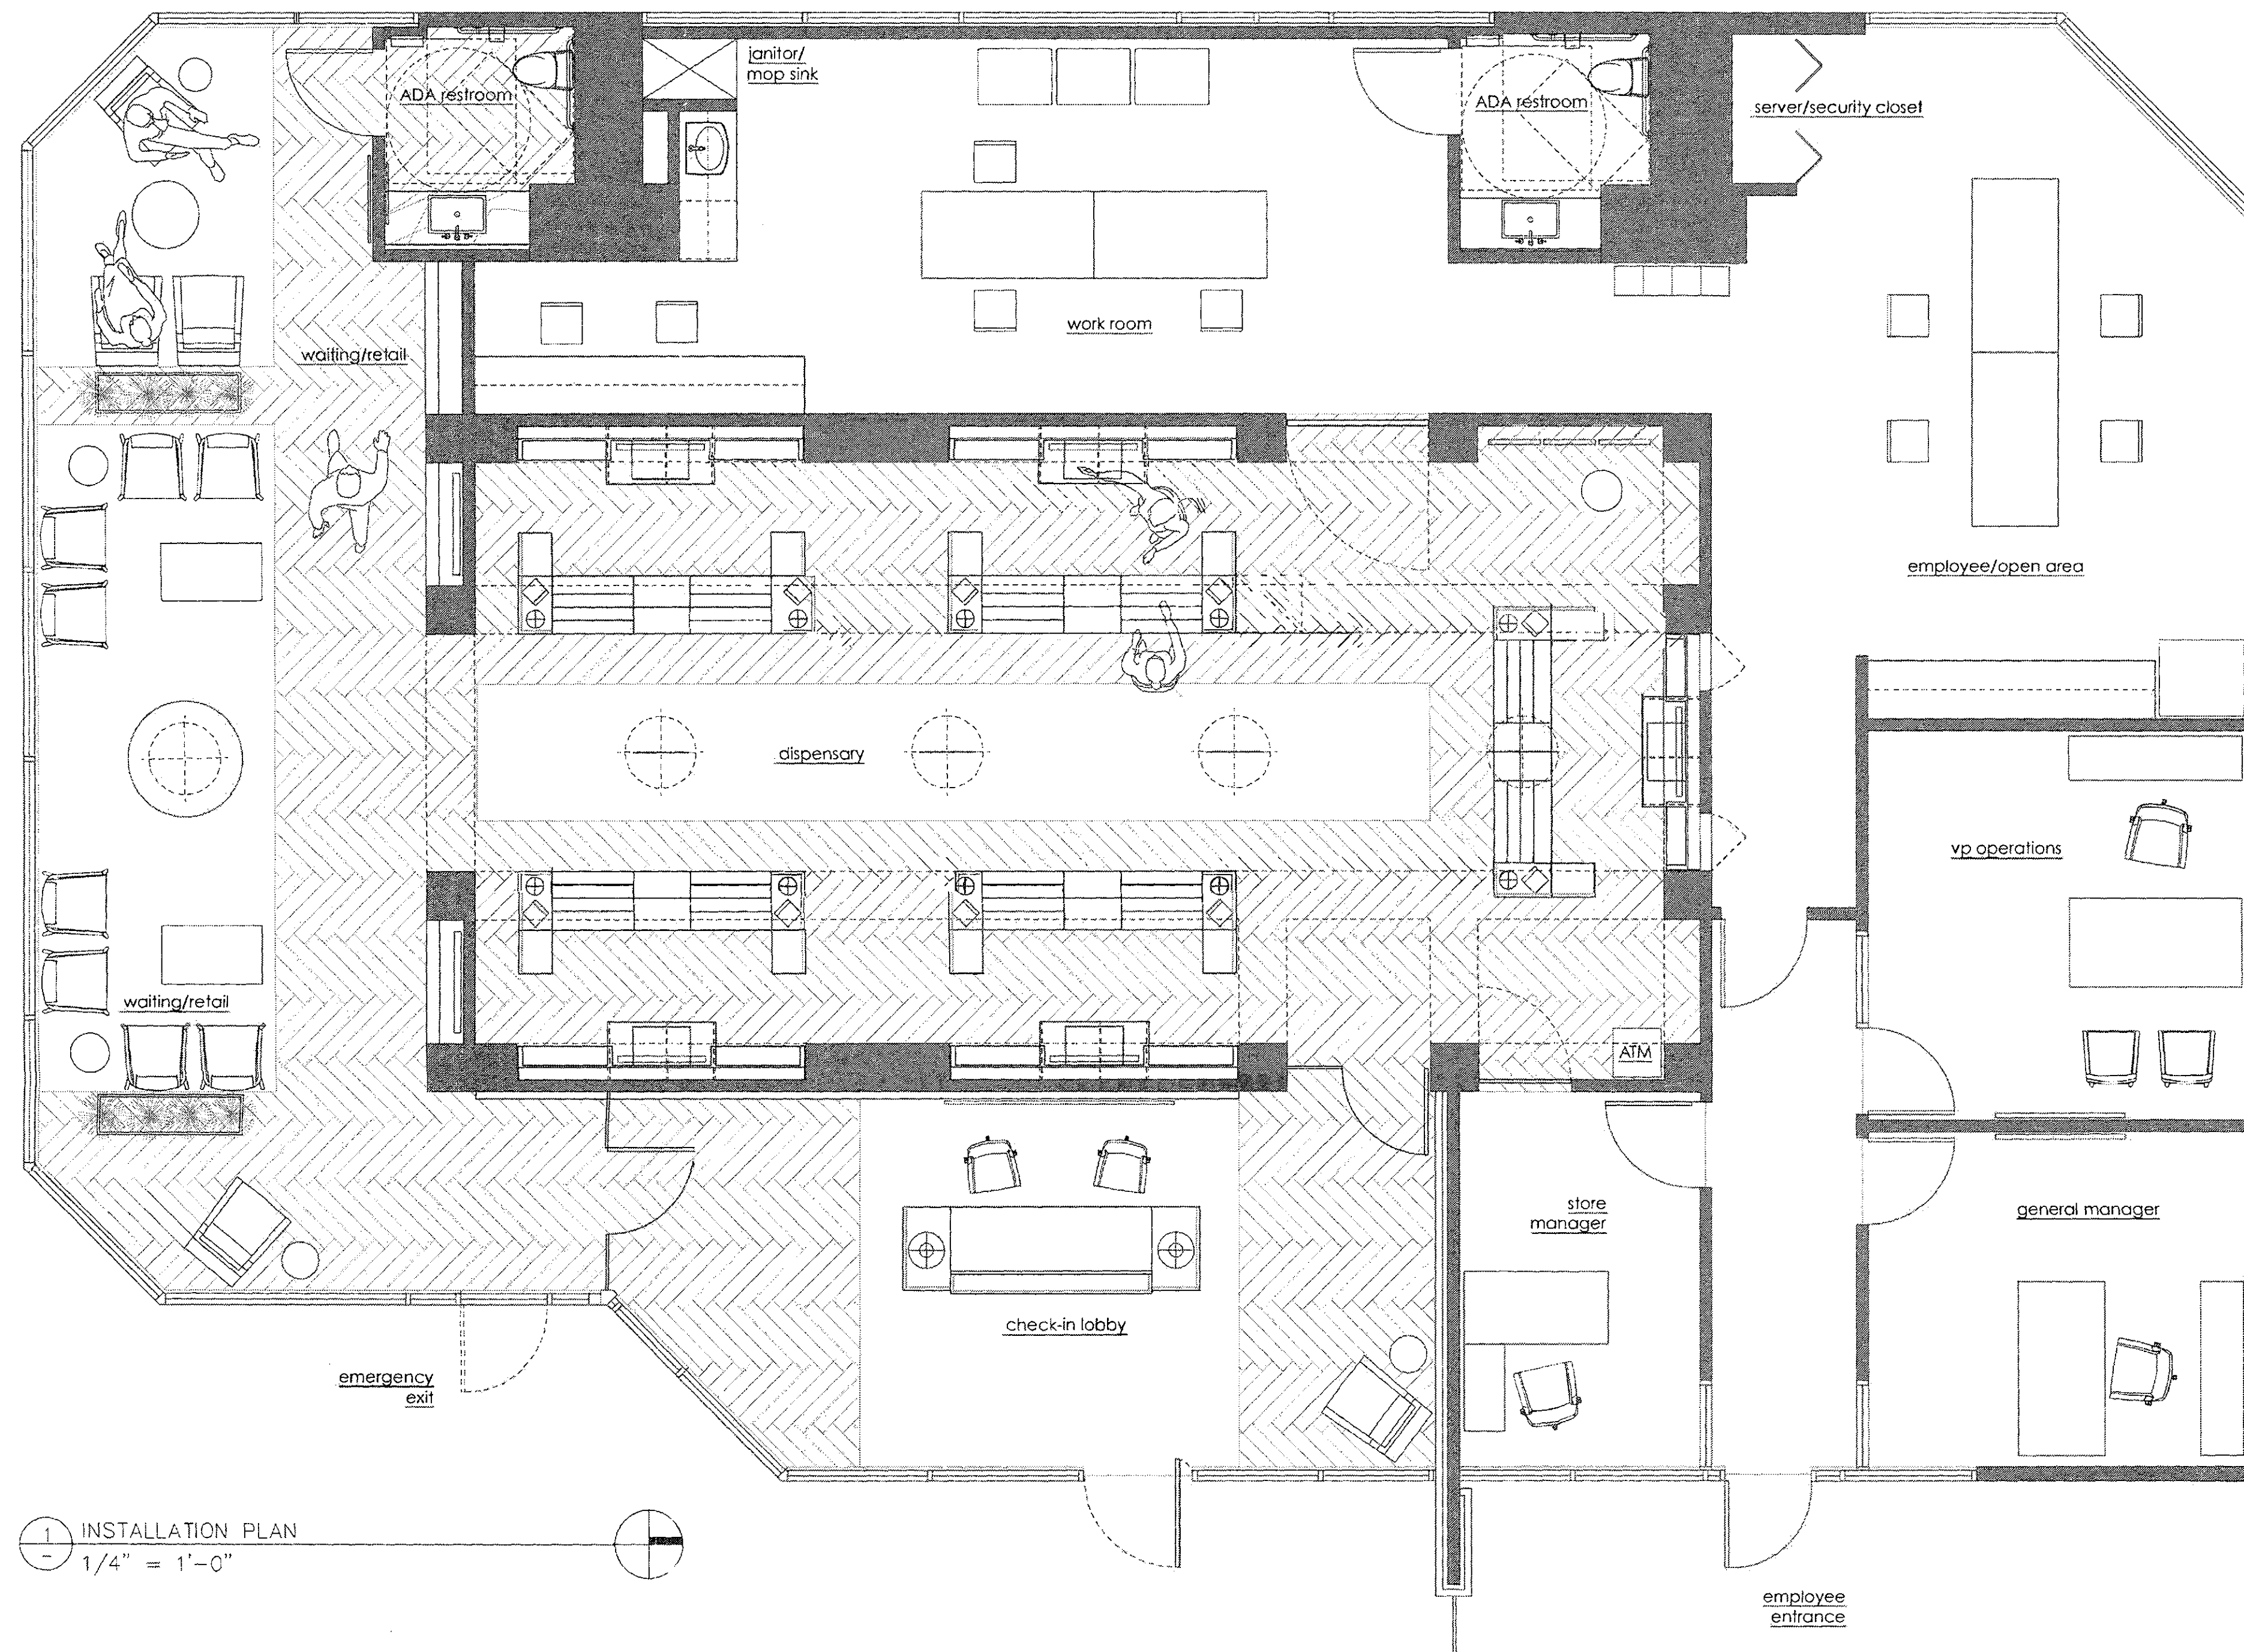 janitor/
mop sink
ADA restroom
ADA restroom
server/security closet
waiting/retail
work room
employee/open area
dispensary
vp operations
waiting/retail
ATM
store
manager
general manager
check-in lobby
emergency
exit
1
-
INSTALLATION PLAN
1/4" = 1'-0"
employee
entrance